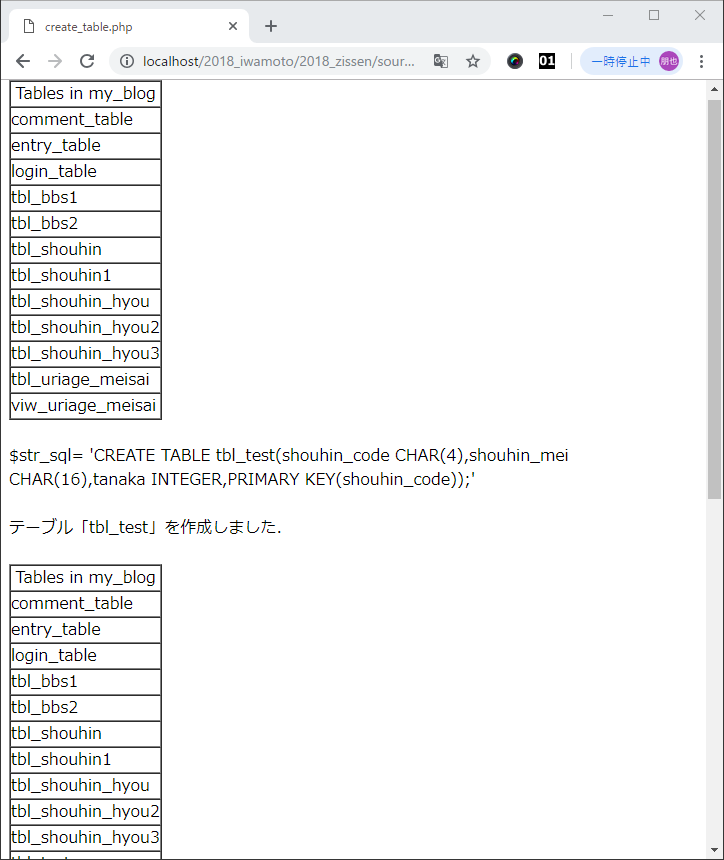 create_table.php
localhost/2018_iwamoto/2018_zissen/sour...
01
一時停止中
朋也
Tables in my_blog
comment_table
entry_table
login_table
tbl_bbs1
tbl_bbs2
tbl_shouhin
tbl_shouhin1
tbl_shouhin_hyou
tbl_shouhin_hyou2
tbl_shouhin_hyou3
tbl_uriage_meisai
viw_uriage_meisai
$str_sql= 'CREATE TABLE tbl_test(shouhin_code CHAR(4),shouhin_mei
CHAR(16),tanaka INTEGER,PRIMARY KEY(shouhin_code));'
テーブル「tbl_test」を作成しました.
Tables in my_blog
comment_table
entry_table
login_table
tbl_bbs1
tbl_bbs2
tbl_shouhin
tbl_shouhin1
tbl_shouhin_hyou
tbl_shouhin_hyou2
tbl_shouhin_hyou3